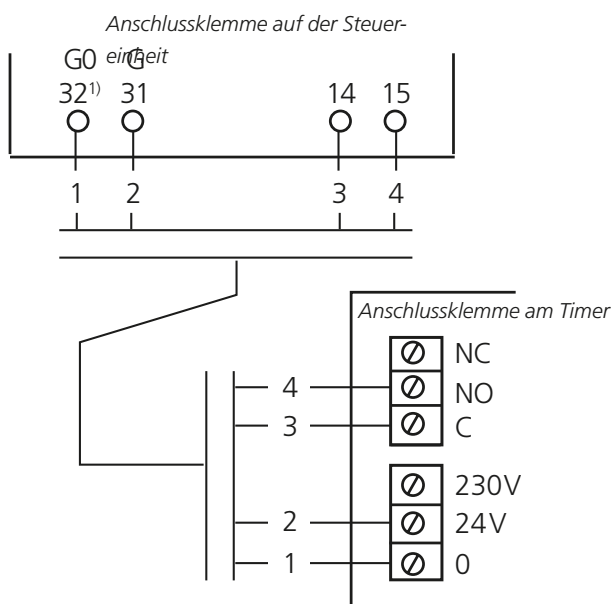 Anschlussklemme auf der Steuer-
einheit
G0 G
32¹⁾ 31 14 15
1 2 3 4
Anschlussklemme am Timer
NC
4 NO
3 C
230V
2 24V
1 0